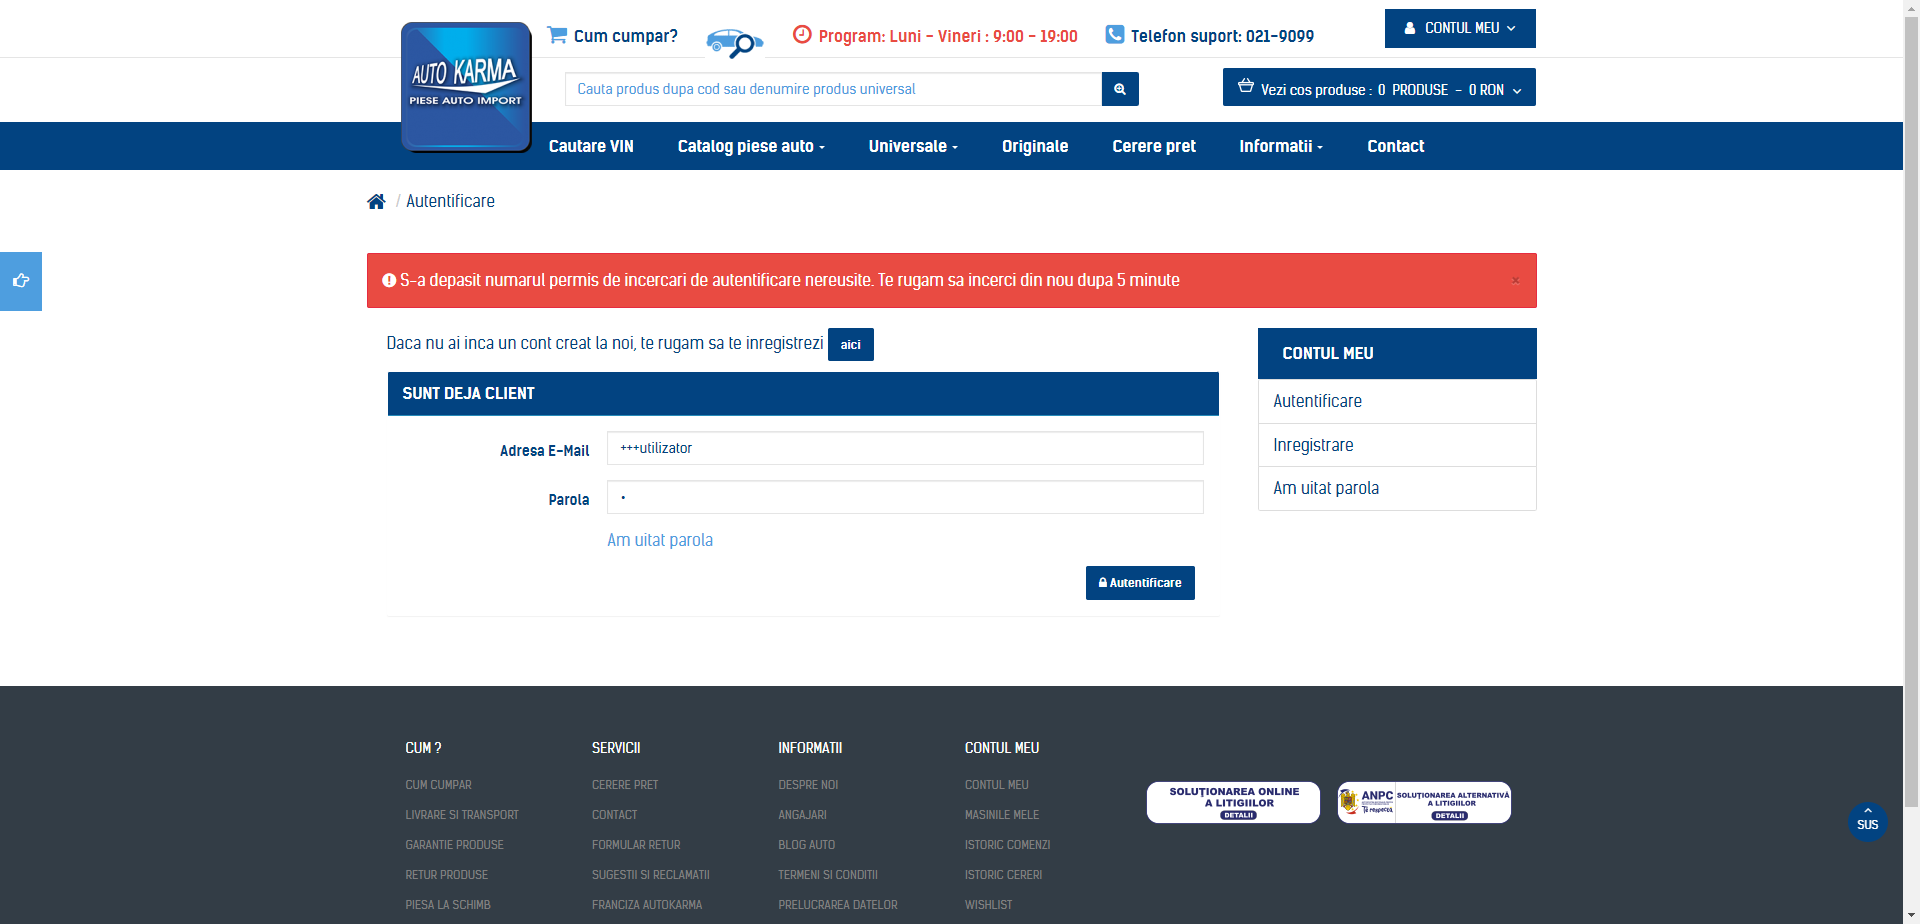 Cum cumpar?
Program: Luni - Vineri : 9:00 - 19:00
Telefon suport: 021-9099
CONTUL MEU
AUTO KARMA
PIESE AUTO IMPORT
Cauta produs dupa cod sau denumire produs universal
Vezi cos produse : 0 PRODUSE - 0 RON
Cautare VIN
Catalog piese auto
Universale
Originale
Cerere pret
Informatii
Contact
/ Autentificare
S-a depasit numarul permis de incercari de autentificare nereusite. Te rugam sa incerci din nou dupa 5 minute
×
Daca nu ai inca un cont creat la noi, te rugam sa te inregistrezi aici
SUNT DEJA CLIENT
Adresa E-Mail
+++utilizator
Parola
•
Am uitat parola
Autentificare
CONTUL MEU
Autentificare
Inregistrare
Am uitat parola
CUM ?
CUM CUMPAR
LIVRARE SI TRANSPORT
GARANTIE PRODUSE
RETUR PRODUSE
PIESA LA SCHIMB
SERVICII
CERERE PRET
CONTACT
FORMULAR RETUR
SUGESTII SI RECLAMATII
FRANCIZA AUTOKARMA
INFORMATII
DESPRE NOI
ANGAJARI
BLOG AUTO
TERMENI SI CONDITII
PRELUCRAREA DATELOR
CONTUL MEU
CONTUL MEU
MASINILE MELE
ISTORIC COMENZI
ISTORIC CERERI
WISHLIST
SOLUȚIONAREA ONLINE
A LITIGIILOR
DETALII
ANPC
Te respecta
SOLUȚIONAREA ALTERNATIVĂ
A LITIGIILOR
DETALII
SUS